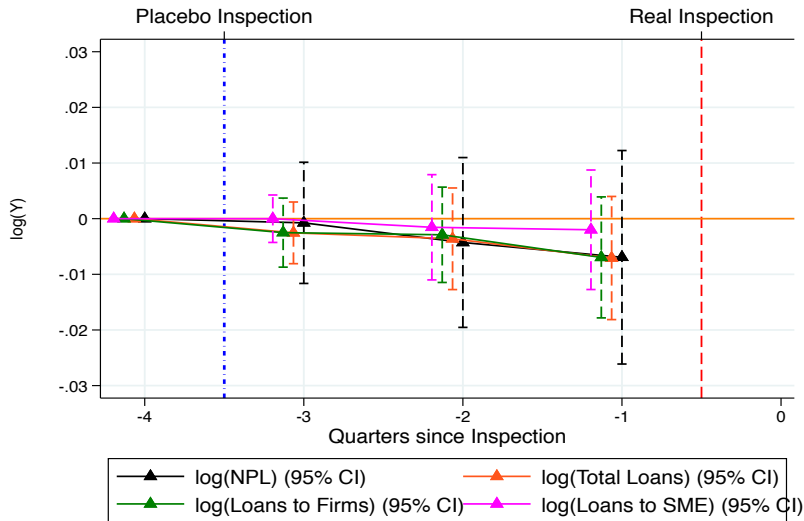 Placebo Inspection Real Inspection
.03
.02
.01
0
-.01
-.02
-.03
log(Y)
-4 -3 -2 -1 0
Quarters since Inspection
log(NPL) (95% CI) log(Total Loans) (95% CI)
log(Loans to Firms) (95% CI) log(Loans to SME) (95% CI)